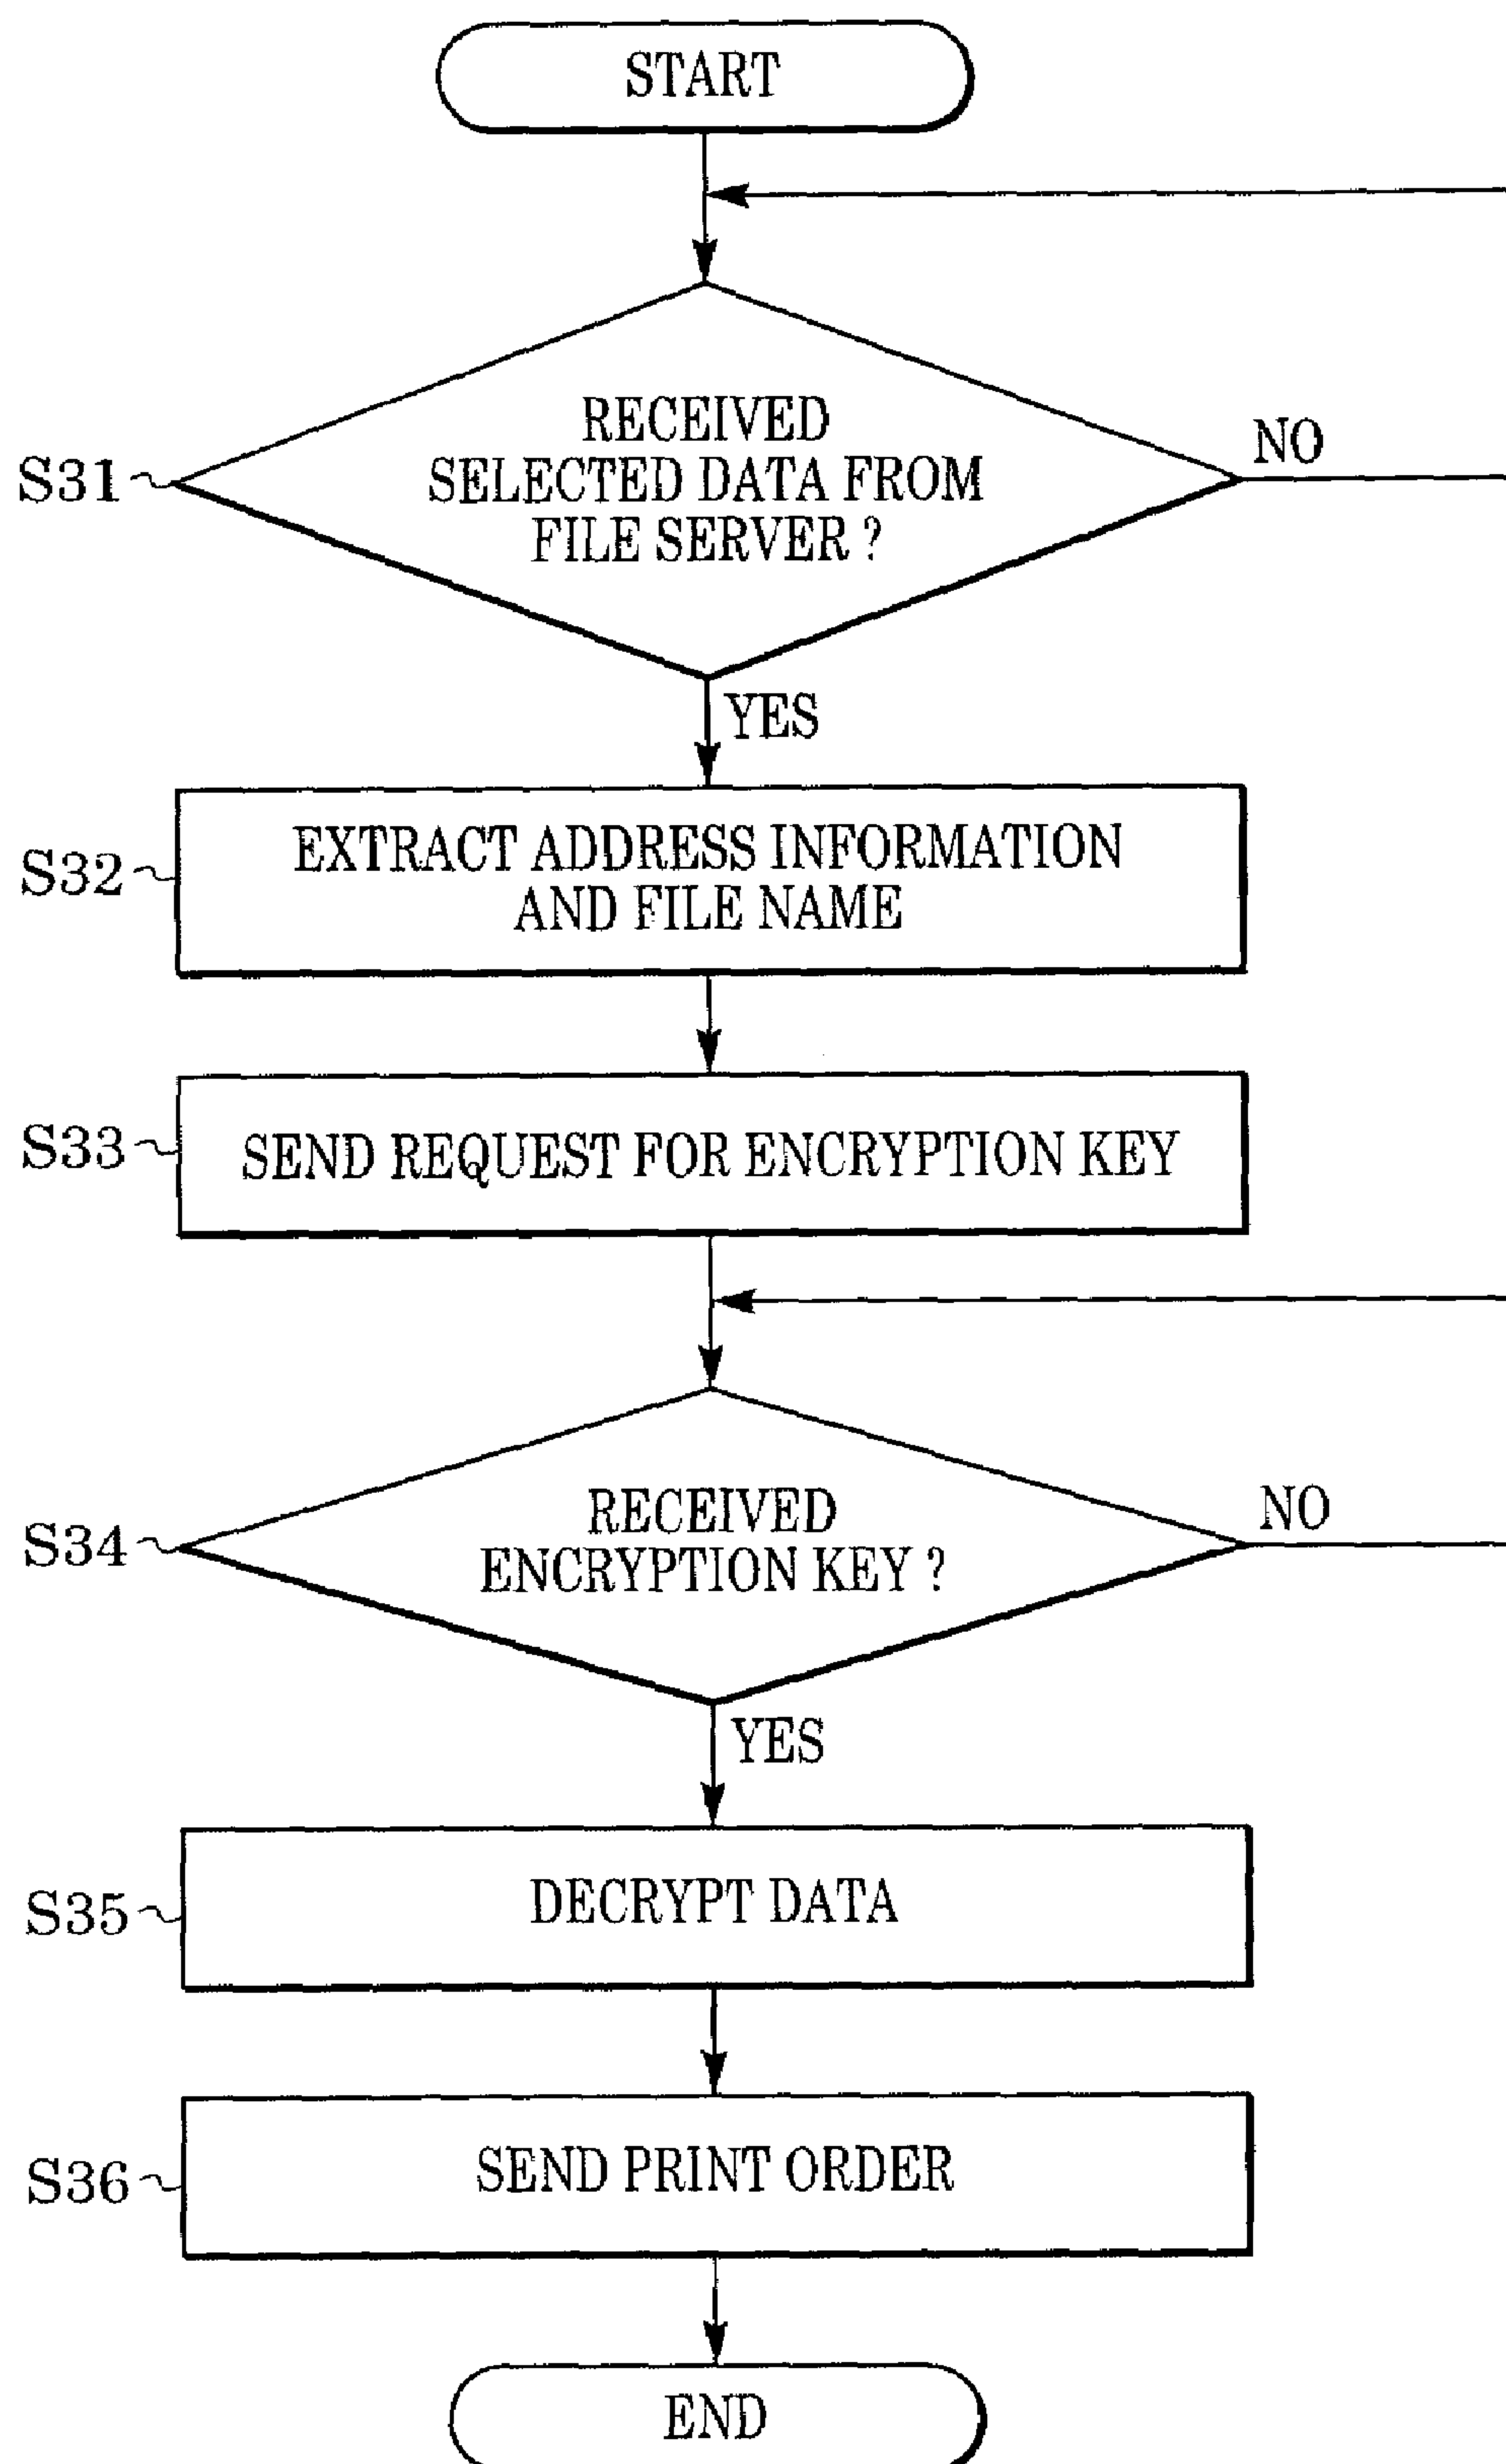 START
RECEIVED
SELECTED DATA FROM
FILE SERVER ?
NO
S31
YES
EXTRACT ADDRESS INFORMATION
AND FILE NAME
S32
S33
SEND REQUEST FOR ENCRYPTION KEY
RECEIVED
ENCRYPTION KEY ?
NO
S34
YES
S35
DECRYPT DATA
S36
SEND PRINT ORDER
END